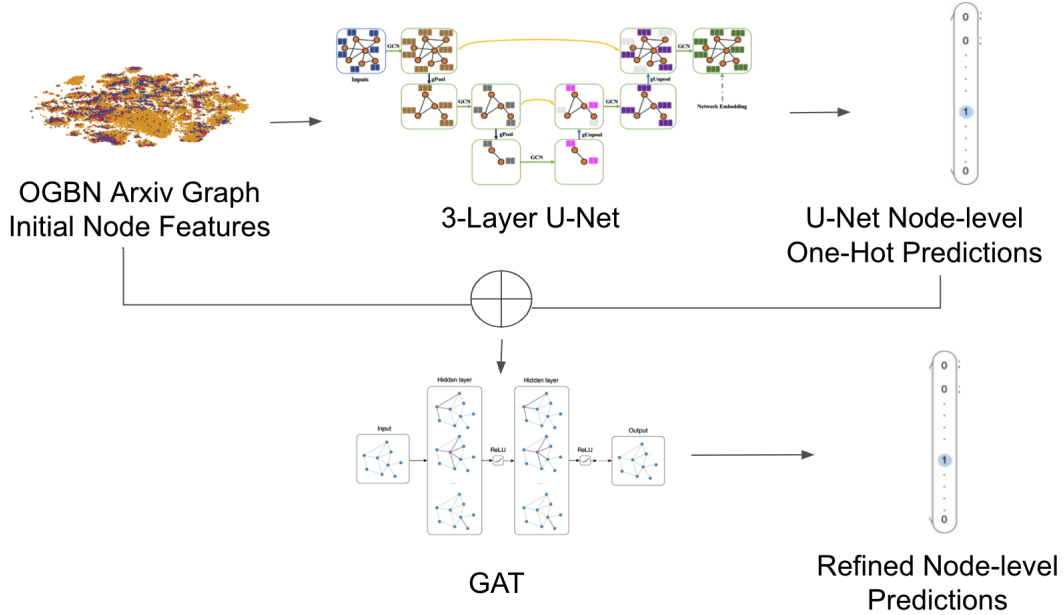 GCN
GCN
Inputs
gPool
gUnpool
Network Embedding
GCN
GCN
gPool
gUnpool
GCN
0
0
1
0
OGBN Arxiv Graph
Initial Node Features
3-Layer U-Net
U-Net Node-level
One-Hot Predictions
Hidden layer
Hidden layer
Input
ReLU
ReLU
Output
...
...
GAT
0
0
1
0
Refined Node-level
Predictions